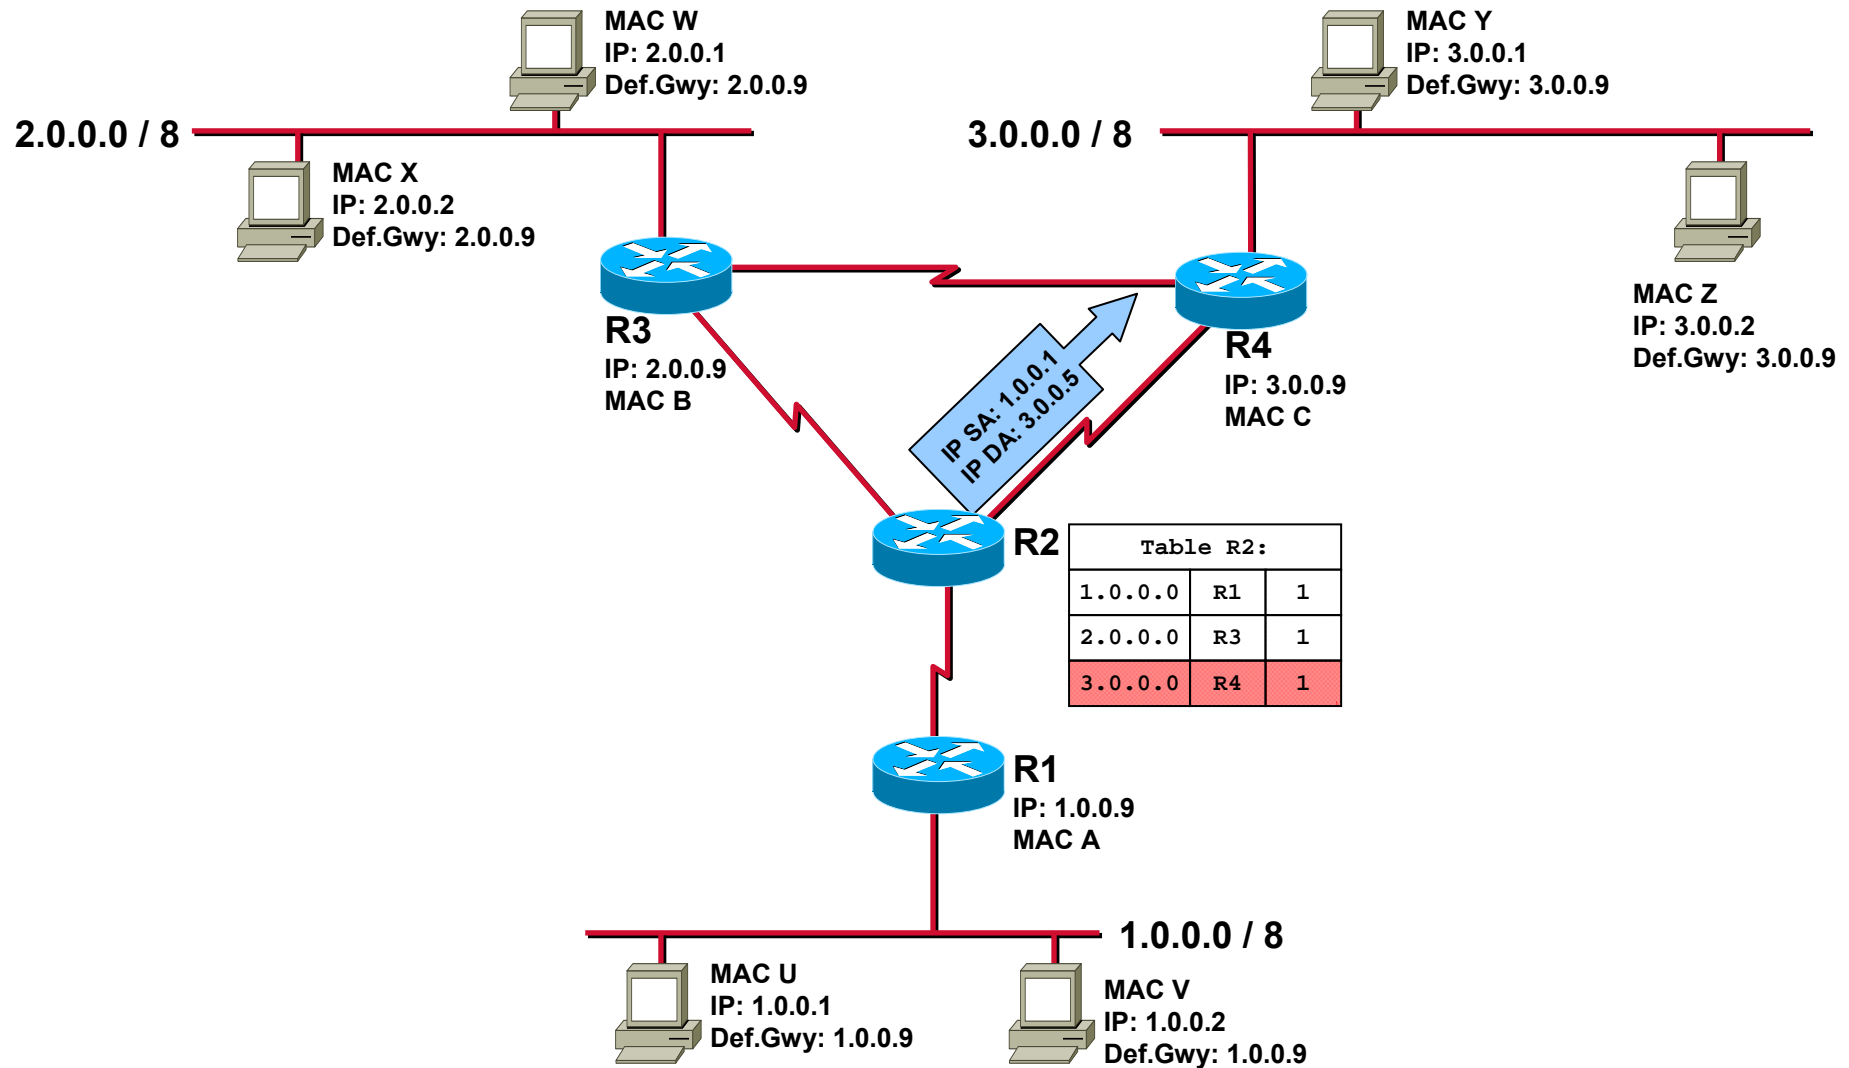 MAC W
IP: 2.0.0.1
Def.Gwy: 2.0.0.9
MAC Y
IP: 3.0.0.1
Def.Gwy: 3.0.0.9
2.0.0.0 / 8
3.0.0.0 / 8
MAC X
IP: 2.0.0.2
Def.Gwy: 2.0.0.9
MAC Z
IP: 3.0.0.2
Def.Gwy: 3.0.0.9
R3
IP: 2.0.0.9
MAC B
R4
IP: 3.0.0.9
MAC C
IP SA: 1.0.0.1
IP DA: 3.0.0.5
R2
Table R2:
1.0.0.0 R1 1
2.0.0.0 R3 1
3.0.0.0 R4 1
R1
IP: 1.0.0.9
MAC A
1.0.0.0 / 8
MAC U
IP: 1.0.0.1
Def.Gwy: 1.0.0.9
MAC V
IP: 1.0.0.2
Def.Gwy: 1.0.0.9